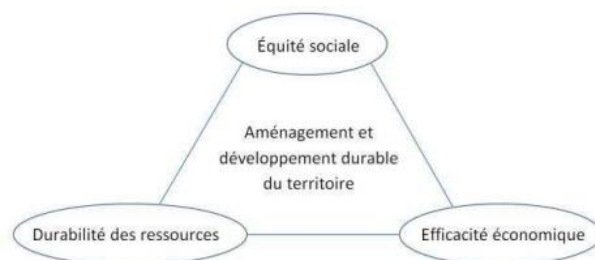 Équité sociale
Aménagement et
développement durable
du territoire
Durabilité des ressources
Efficacité économique